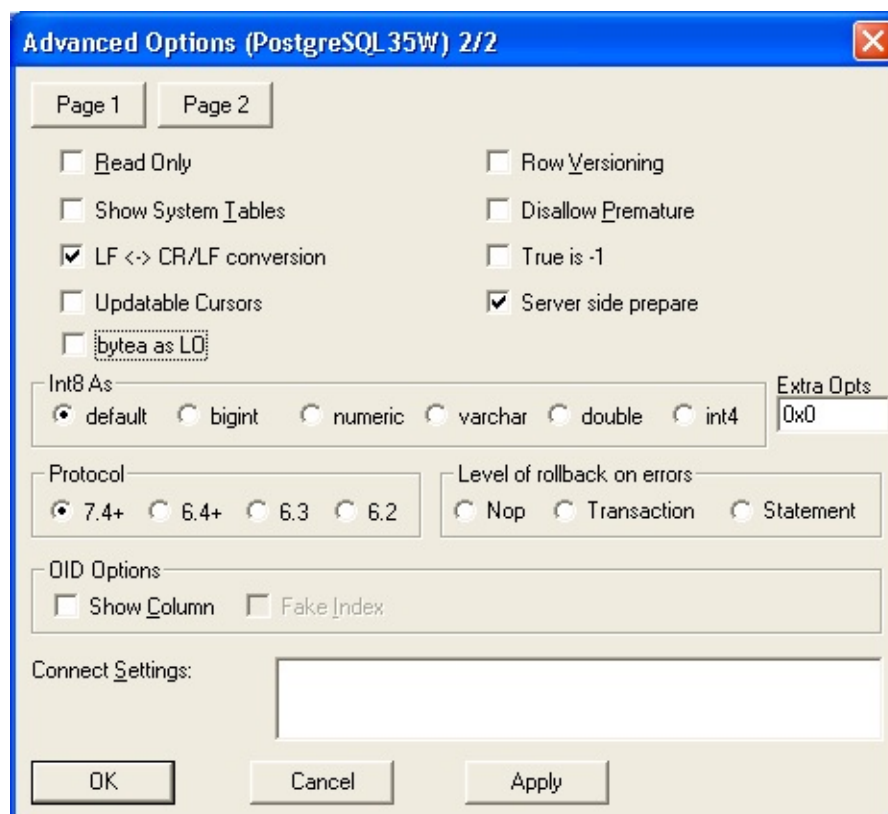 Advanced Options (PostgreSQL35W) 2/2
Page 1 Page 2
Read Only Row Versioning
Show System Tables Disallow Premature
LF <-> CR/LF conversion True is -1
Updatable Cursors Server side prepare
bytea as LO
Int8 As Extra Opts
default bigint numeric varchar double int4 0x0
Protocol Level of rollback on errors
7.4+ 6.4+ 6.3 6.2 Nop Transaction Statement
OID Options
Show Column Fake Index
Connect Settings:
OK Cancel Apply